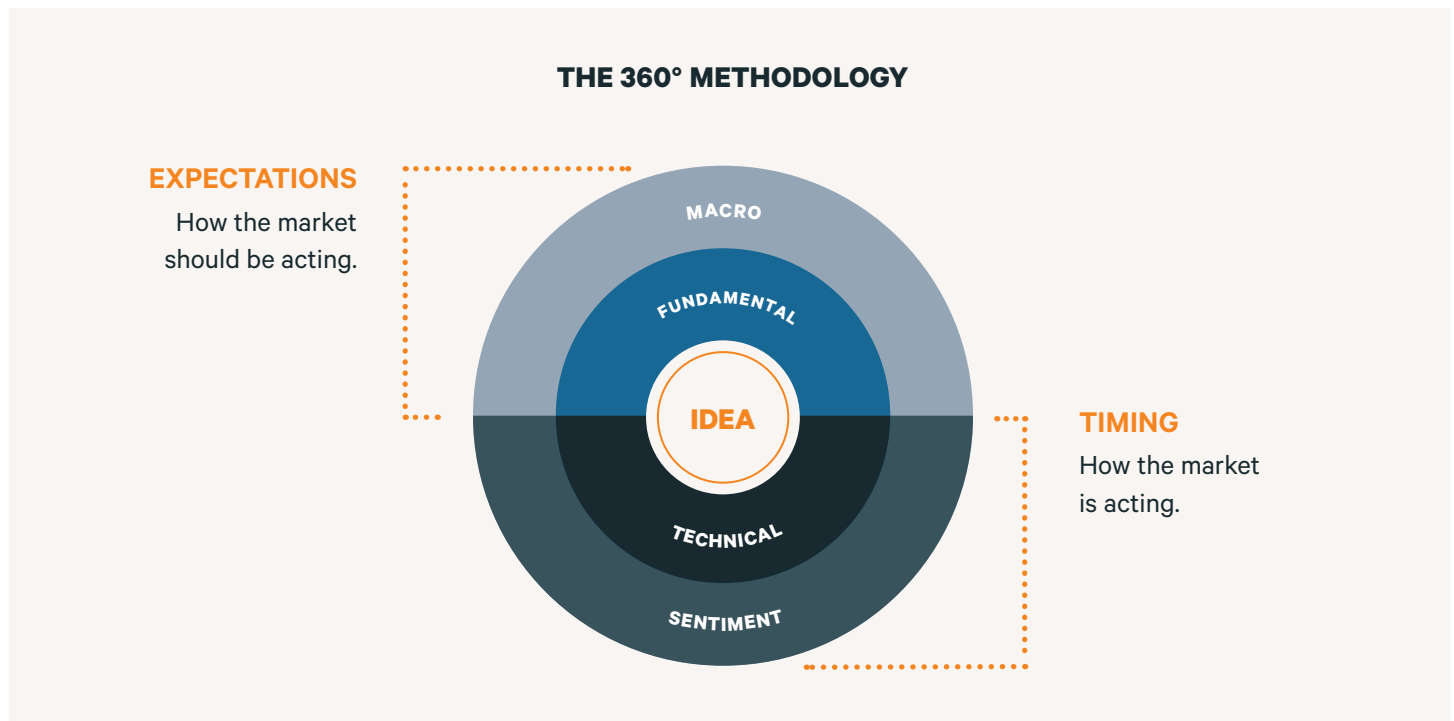 THE 360° METHODOLOGY
EXPECTATIONS
How the market
should be acting.
MACRO
FUNDAMENTAL
IDEA
TECHNICAL
SENTIMENT
TIMING
How the market
is acting.